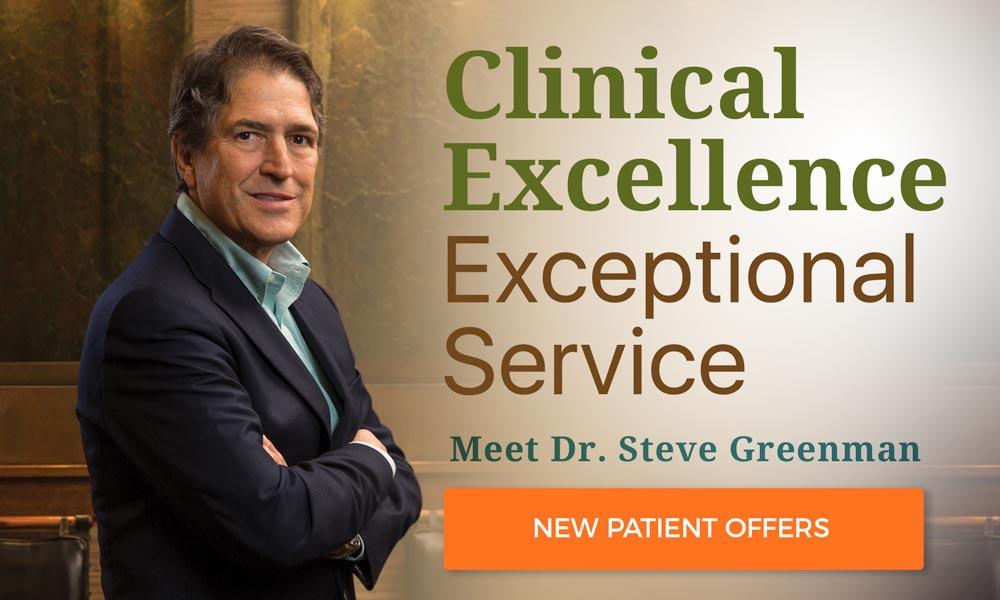 Clinical
Excellence
Exceptional
Service
Meet Dr. Steve Greenman
NEW PATIENT OFFERS